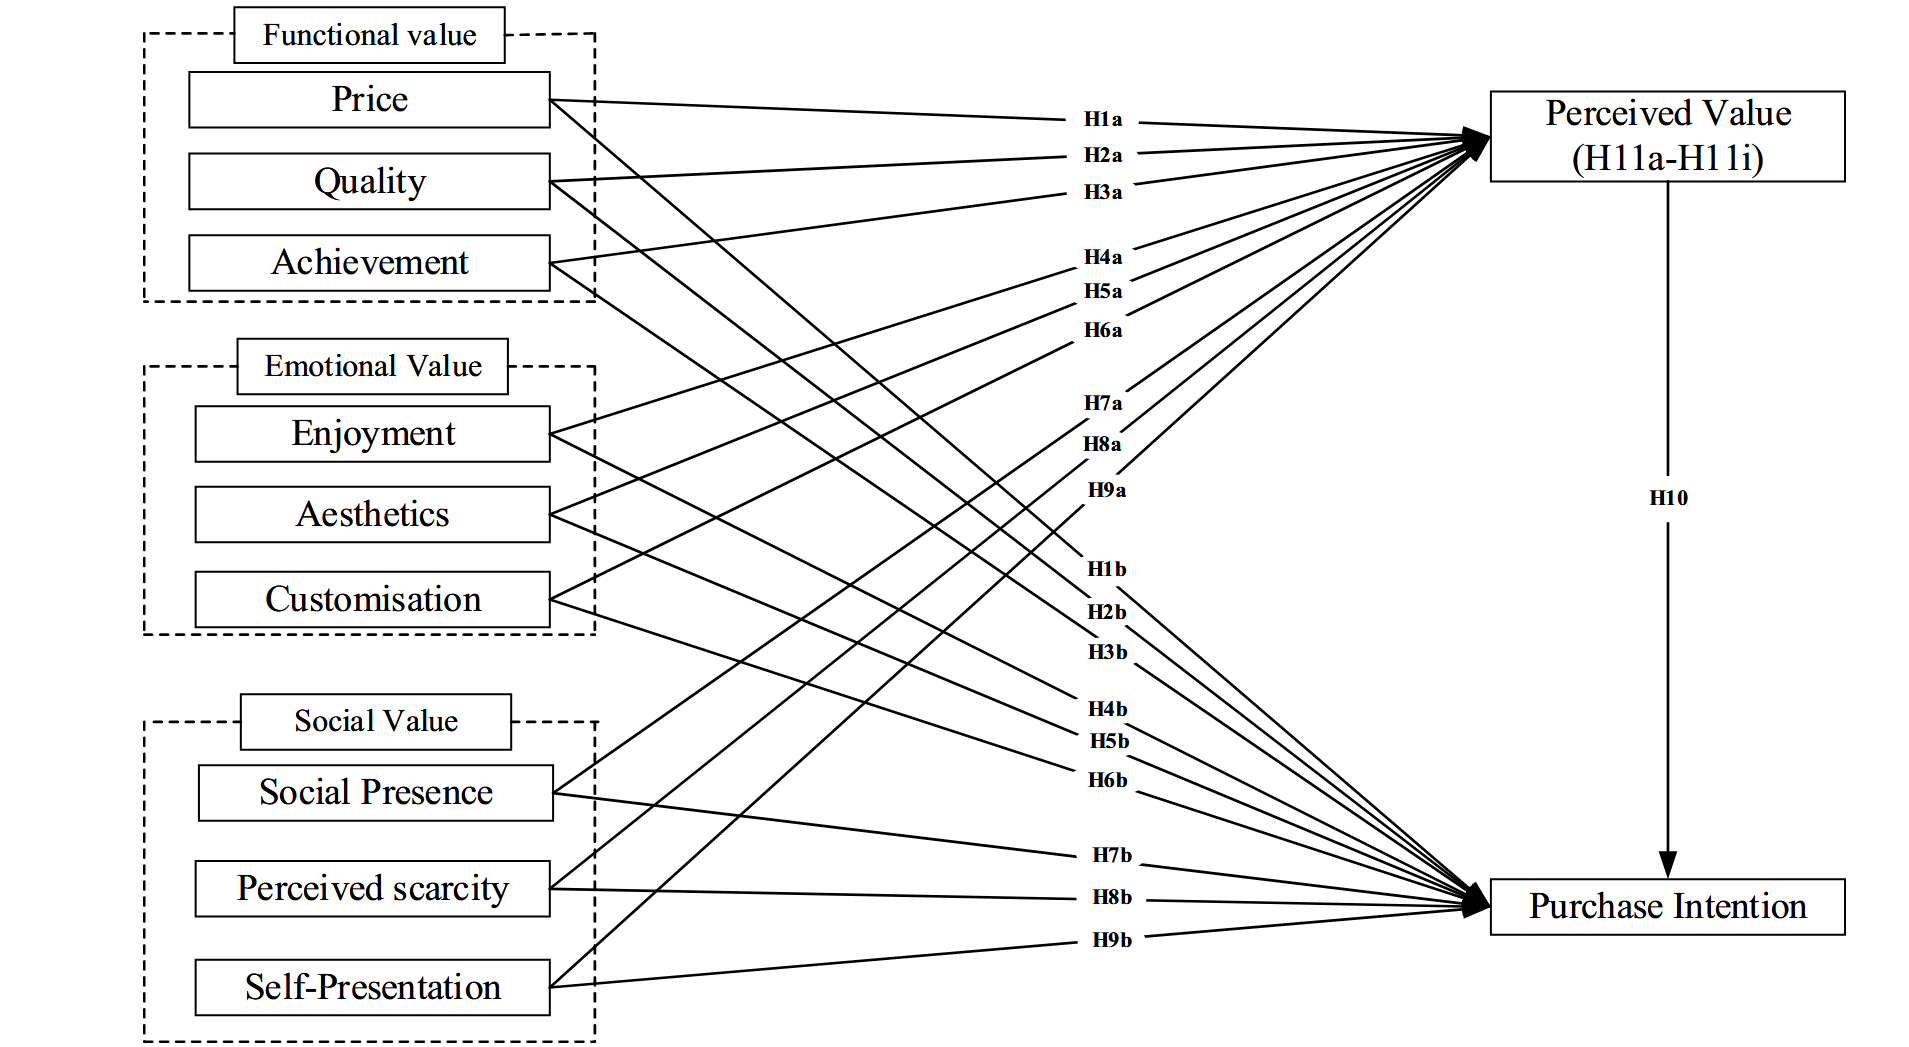 Functional value
Price
Quality
Achievement
Emotional Value
Enjoyment
Aesthetics
Customisation
Social Value
Social Presence
Perceived scarcity
Self-Presentation
H1a
H2a
H3a
H4a
H5a
H6a
H7a
H8a
H9a
H1b
H2b
H3b
H4b
H5b
H6b
H7b
H8b
H9b
Perceived Value
(H11a-H11i)
H10
Purchase Intention